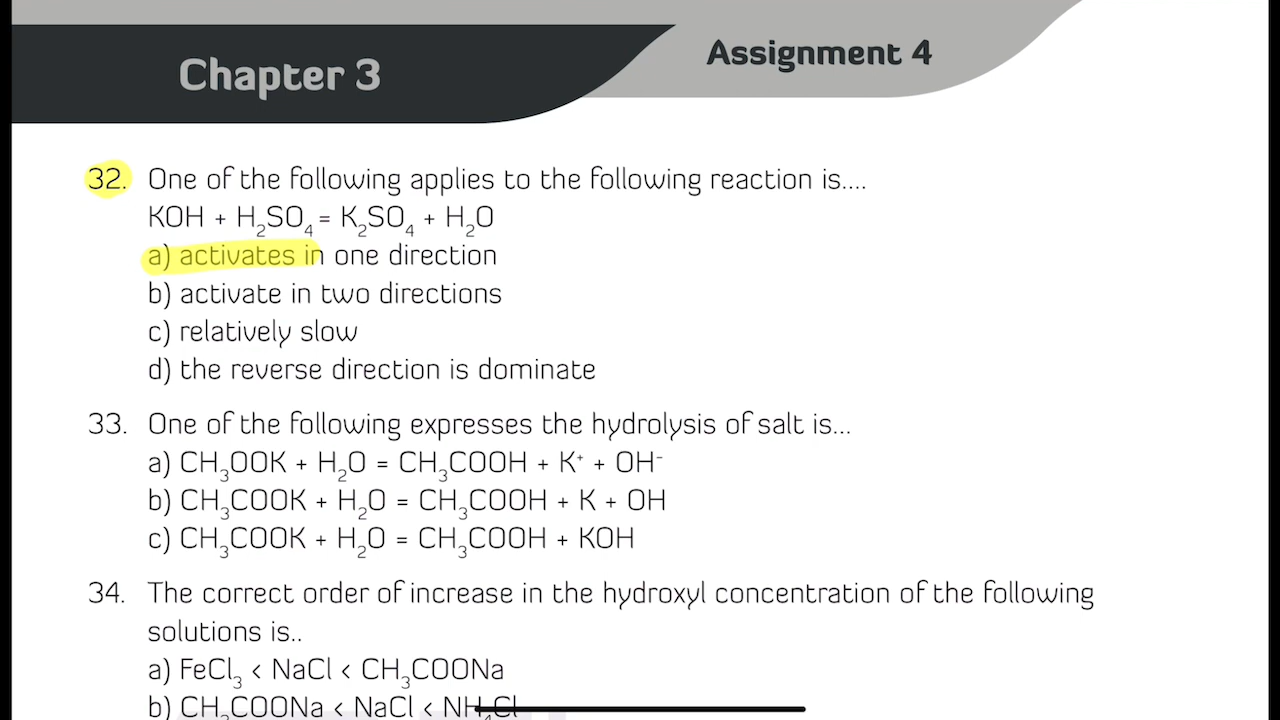 Chapter 3
Assignment 4
32. One of the following applies to the following reaction is....
KOH + H₂SO₄ = K₂SO₄ + H₂O
a) activates in one direction
b) activate in two directions
c) relatively slow
d) the reverse direction is dominate
33. One of the following expresses the hydrolysis of salt is...
a) CH₃OOK + H₂O = CH₃COOH + K⁺ + OH⁻
b) CH₃COOK + H₂O = CH₃COOH + K + OH
c) CH₃COOK + H₂O = CH₃COOH + KOH
34. The correct order of increase in the hydroxyl concentration of the following
solutions is..
a) FeCl₃ < NaCl < CH₃COONa
b) CH₃COONa < NaCl < NH₄Cl